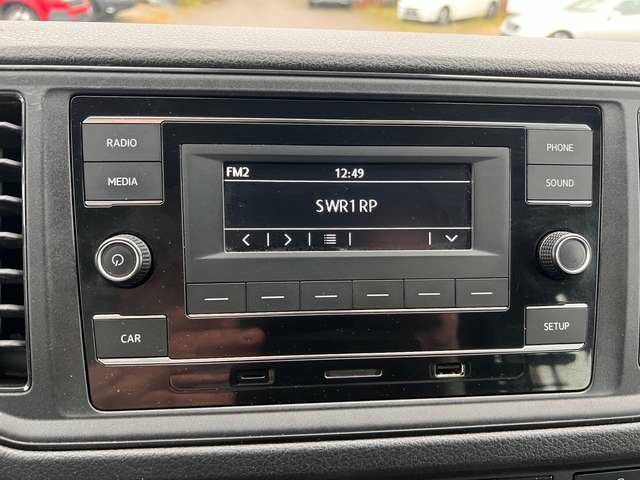 RADIO
MEDIA
FM2 12:49
SWR1 RP
PHONE
SOUND
CAR
SETUP